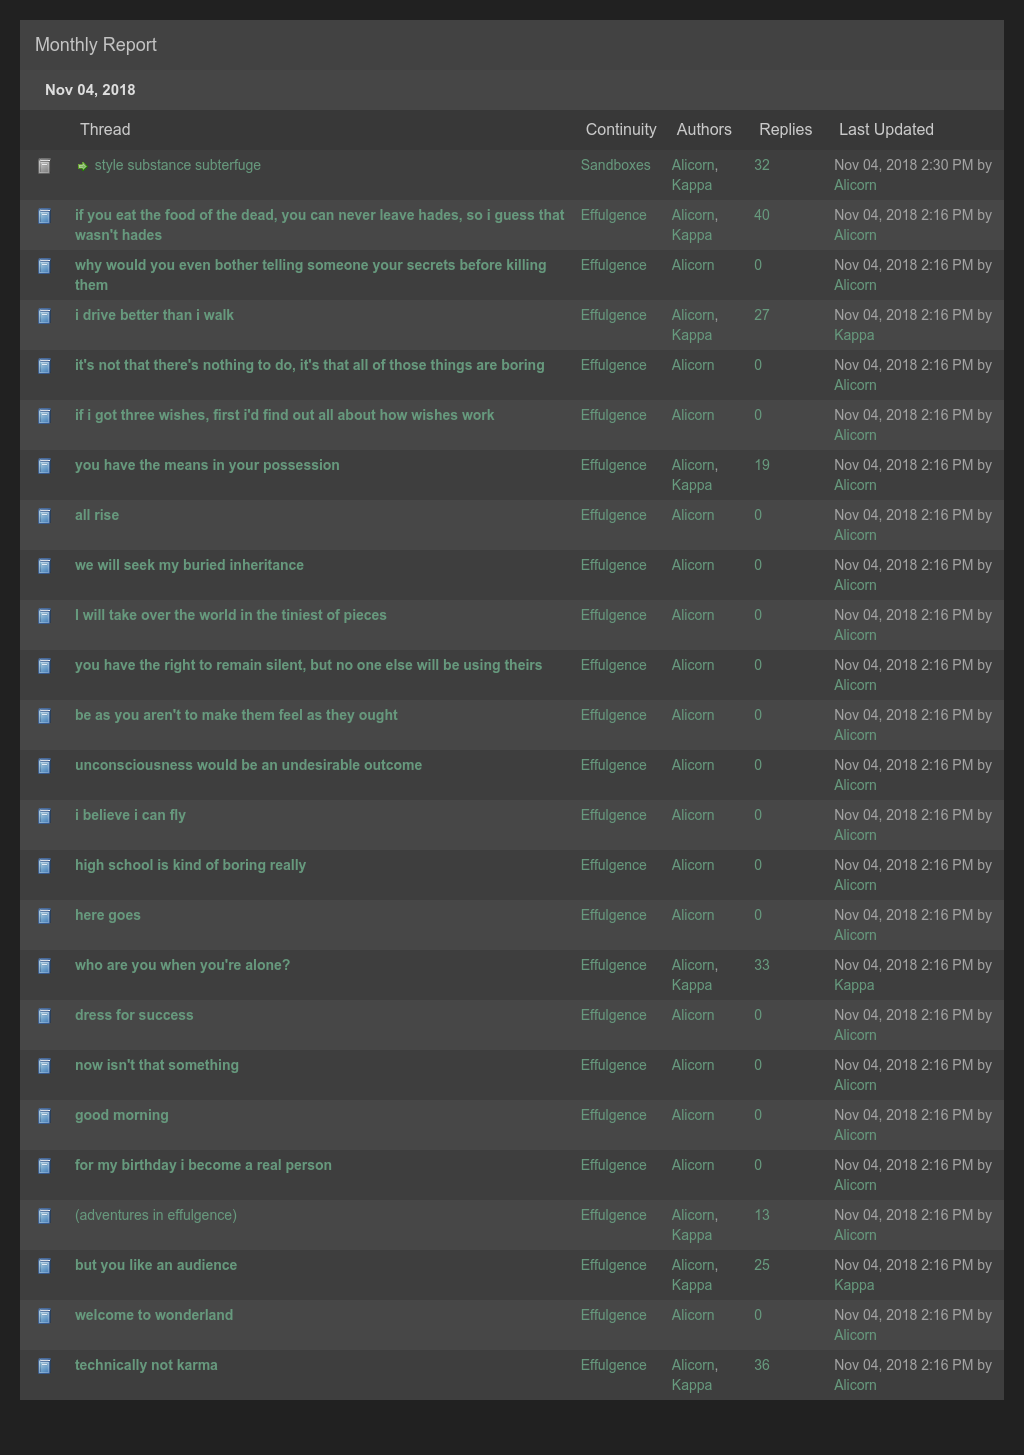 Monthly Report
Nov 04, 2018
Thread Continuity Authors Replies Last Updated
style substance subterfuge Sandboxes Alicorn, 32 Nov 04, 2018 2:30 PM by
Kappa Alicorn
if you eat the food of the dead, you can never leave hades, so i guess that Effulgence Alicorn, 40 Nov 04, 2018 2:16 PM by
wasn't hades Kappa Alicorn
why would you even bother telling someone your secrets before killing Effulgence Alicorn 0 Nov 04, 2018 2:16 PM by
them Alicorn
i drive better than i walk Effulgence Alicorn, 27 Nov 04, 2018 2:16 PM by
Kappa Kappa
it's not that there's nothing to do, it's that all of those things are boring Effulgence Alicorn 0 Nov 04, 2018 2:16 PM by
Alicorn
if i got three wishes, first i'd find out all about how wishes work Effulgence Alicorn 0 Nov 04, 2018 2:16 PM by
Alicorn
you have the means in your possession Effulgence Alicorn, 19 Nov 04, 2018 2:16 PM by
Kappa Alicorn
all rise Effulgence Alicorn 0 Nov 04, 2018 2:16 PM by
Alicorn
we will seek my buried inheritance Effulgence Alicorn 0 Nov 04, 2018 2:16 PM by
Alicorn
I will take over the world in the tiniest of pieces Effulgence Alicorn 0 Nov 04, 2018 2:16 PM by
Alicorn
you have the right to remain silent, but no one else will be using theirs Effulgence Alicorn 0 Nov 04, 2018 2:16 PM by
Alicorn
be as you aren't to make them feel as they ought Effulgence Alicorn 0 Nov 04, 2018 2:16 PM by
Alicorn
unconsciousness would be an undesirable outcome Effulgence Alicorn 0 Nov 04, 2018 2:16 PM by
Alicorn
i believe i can fly Effulgence Alicorn 0 Nov 04, 2018 2:16 PM by
Alicorn
high school is kind of boring really Effulgence Alicorn 0 Nov 04, 2018 2:16 PM by
Alicorn
here goes Effulgence Alicorn 0 Nov 04, 2018 2:16 PM by
Alicorn
who are you when you're alone? Effulgence Alicorn, 33 Nov 04, 2018 2:16 PM by
Kappa Kappa
dress for success Effulgence Alicorn 0 Nov 04, 2018 2:16 PM by
Alicorn
now isn't that something Effulgence Alicorn 0 Nov 04, 2018 2:16 PM by
Alicorn
good morning Effulgence Alicorn 0 Nov 04, 2018 2:16 PM by
Alicorn
for my birthday i become a real person Effulgence Alicorn 0 Nov 04, 2018 2:16 PM by
Alicorn
(adventures in effulgence) Effulgence Alicorn, 13 Nov 04, 2018 2:16 PM by
Kappa Alicorn
but you like an audience Effulgence Alicorn, 25 Nov 04, 2018 2:16 PM by
Kappa Kappa
welcome to wonderland Effulgence Alicorn 0 Nov 04, 2018 2:16 PM by
Alicorn
technically not karma Effulgence Alicorn, 36 Nov 04, 2018 2:16 PM by
Kappa Alicorn